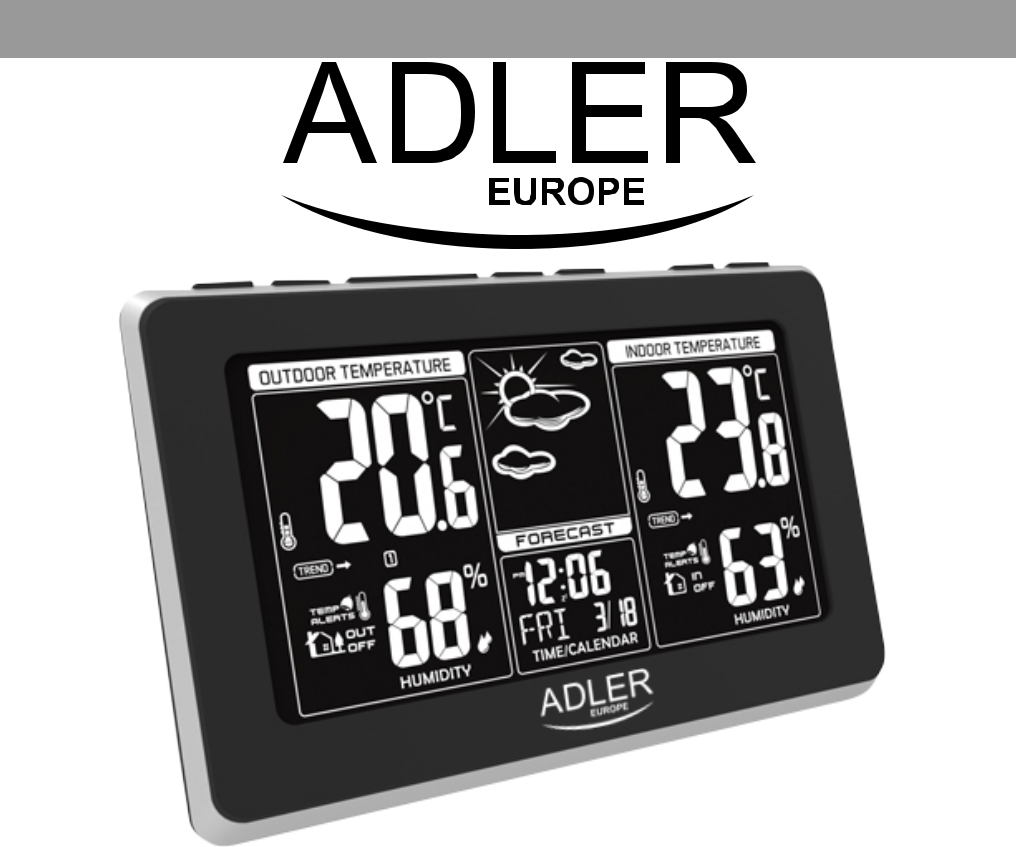 ADLER
EUROPE
OUTDOOR TEMPERATURE
20.6 °C
TREND
1
TEMP
ALERTS
OUT
OFF
68%
HUMIDITY
FORECAST
PM 12:06
FRI 3/18
TIME/CALENDAR
INDOOR TEMPERATURE
23.8 °C
TREND
TEMP
ALERTS
IN
OFF
63%
HUMIDITY
ADLER
EUROPE